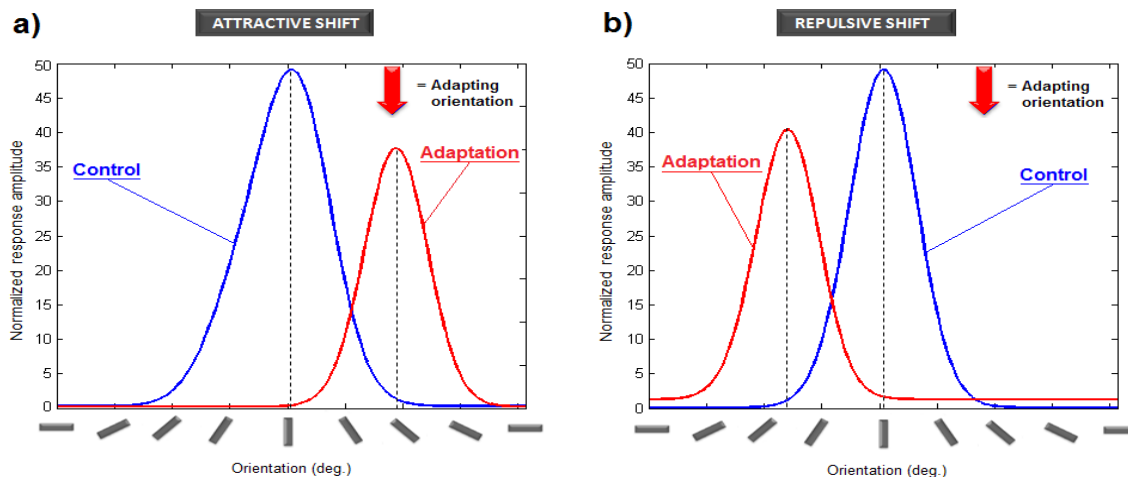 a)
ATTRACTIVE SHIFT
50
45
40
35
30
25
20
15
10
5
0
Normalized response amplitude
Control
Adaptation
= Adapting
orientation
Orientation (deg.)
b)
REPULSIVE SHIFT
50
45
40
35
30
25
20
15
10
5
0
Normalized response amplitude
Adaptation
Control
= Adapting
orientation
Orientation (deg.)